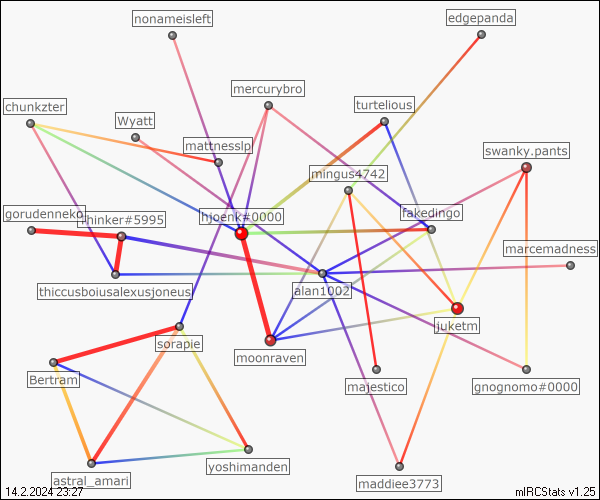 nonameisleft
edgepanda
mercurybro
chunkzter
turtelious
Wyatt
mattnesslp
swanky.pants
mingus4742
gorudenneko
Thinker#5995
hjoenk#0000
fakedingo
marcemadness
thiccusboiusalexusjoneus
alan1002
juketm
sorapie
moonraven
Bertram
majestico
gnognomo#0000
yoshimanden
astral_amari
maddiee3773
14.2.2024 23:27
mIRCStats v1.25